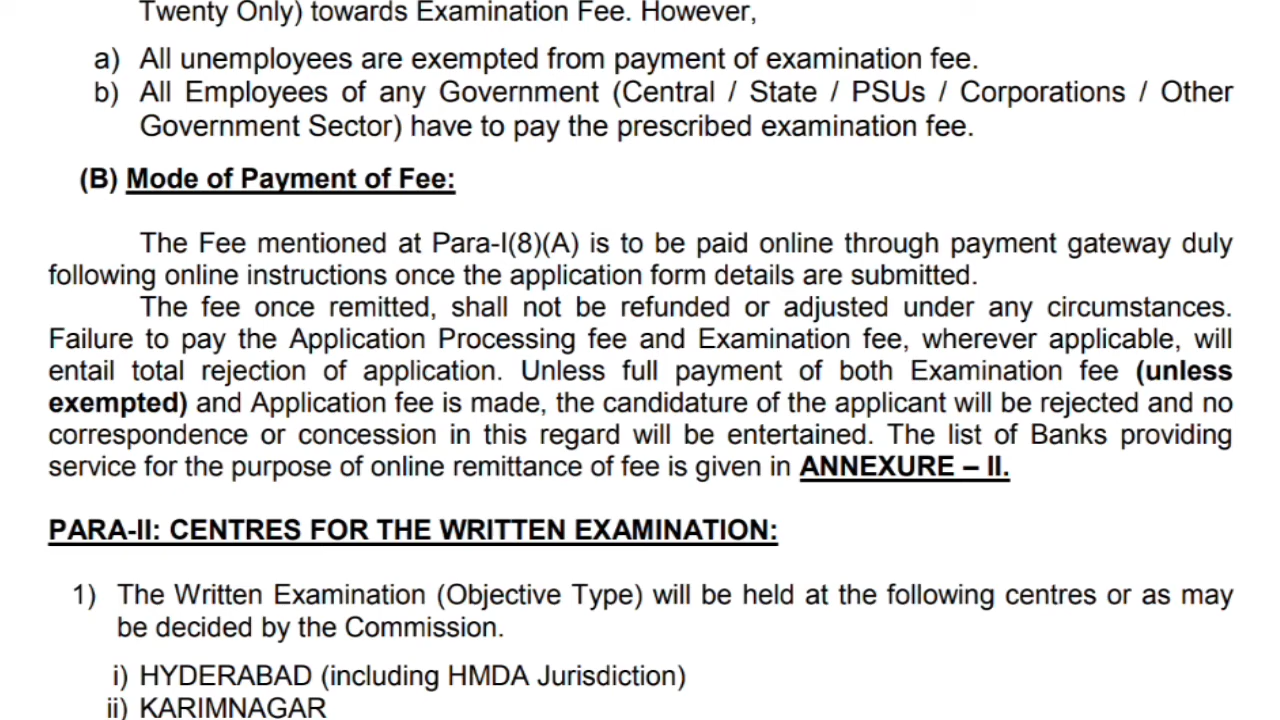 Twenty Only) towards Examination Fee. However,
a) All unemployees are exempted from payment of examination fee.
b) All Employees of any Government (Central / State / PSUs / Corporations / Other
Government Sector) have to pay the prescribed examination fee.
(B) Mode of Payment of Fee:
The Fee mentioned at Para-I(8)(A) is to be paid online through payment gateway duly
following online instructions once the application form details are submitted.
The fee once remitted, shall not be refunded or adjusted under any circumstances.
Failure to pay the Application Processing fee and Examination fee, wherever applicable, will
entail total rejection of application. Unless full payment of both Examination fee (unless
exempted) and Application fee is made, the candidature of the applicant will be rejected and no
correspondence or concession in this regard will be entertained. The list of Banks providing
service for the purpose of online remittance of fee is given in ANNEXURE – II.
PARA-II: CENTRES FOR THE WRITTEN EXAMINATION:
1) The Written Examination (Objective Type) will be held at the following centres or as may
be decided by the Commission.
i) HYDERABAD (including HMDA Jurisdiction)
ii) KARIMNAGAR